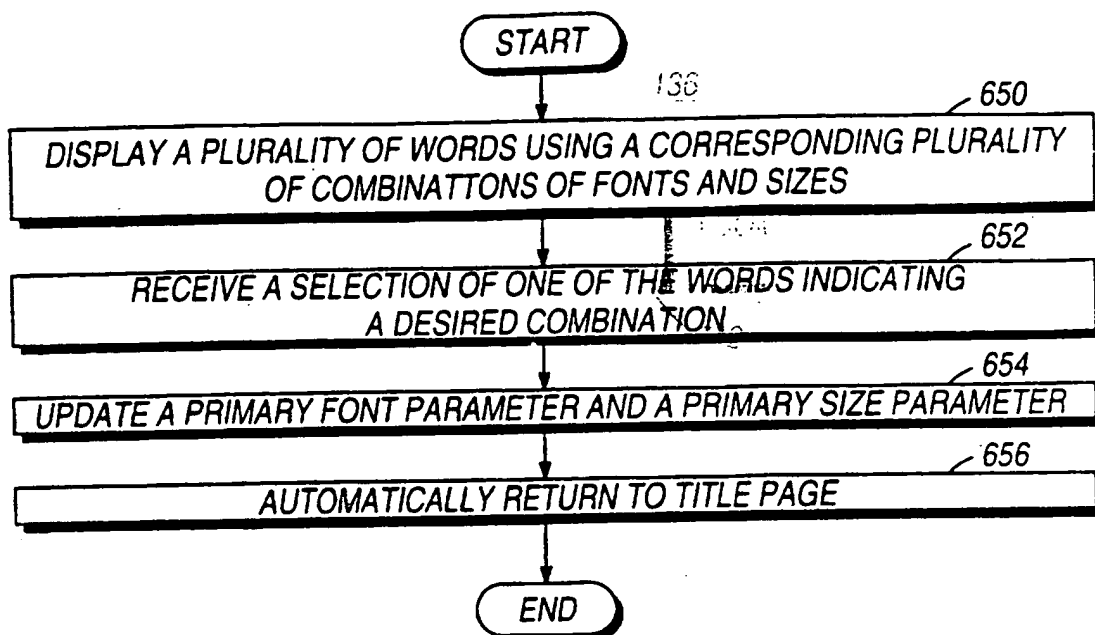 START
136
650
DISPLAY A PLURALITY OF WORDS USING A CORRESPONDING PLURALITY
OF COMBINATTONS OF FONTS AND SIZES
652
RECEIVE A SELECTION OF ONE OF THE WORDS INDICATING
A DESIRED COMBINATION
654
UPDATE A PRIMARY FONT PARAMETER AND A PRIMARY SIZE PARAMETER
656
AUTOMATICALLY RETURN TO TITLE PAGE
END